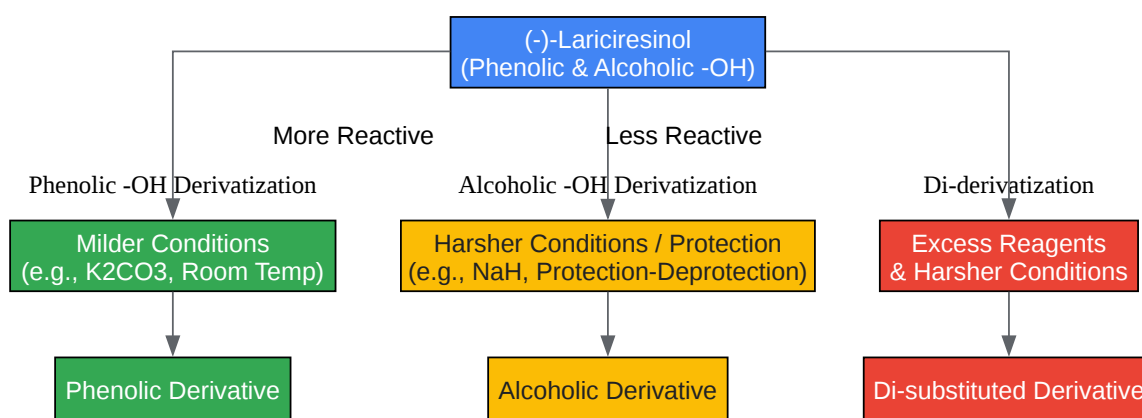 (-)-Lariciresinol
(Phenolic & Alcoholic -OH)
More Reactive
Less Reactive
Phenolic -OH Derivatization
Alcoholic -OH Derivatization
Di-derivatization
Milder Conditions
(e.g., K2CO3, Room Temp)
Harsher Conditions / Protection
(e.g., NaH, Protection-Deprotection)
Excess Reagents
& Harsher Conditions
Phenolic Derivative
Alcoholic Derivative
Di-substituted Derivative